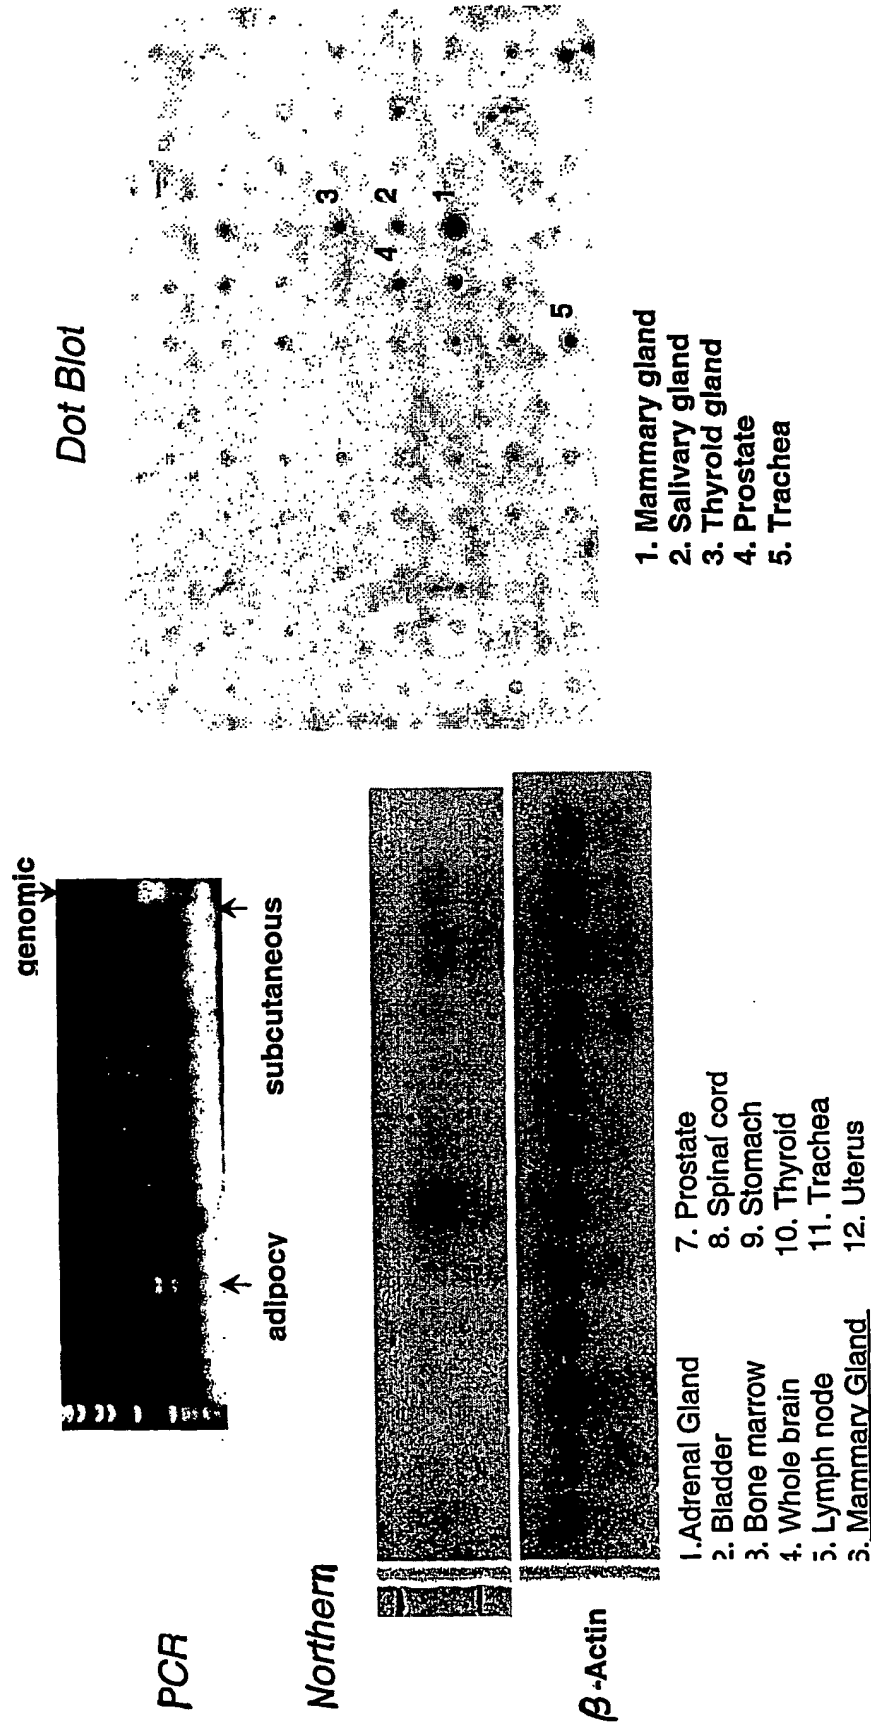 PCR
genomic
adipocy
subcutaneous
Northern
β-Actin
1.Adrenal Gland
2. Bladder
3. Bone marrow
4. Whole brain
5. Lymph node
6. Mammary Gland
7. Prostate
8. Spinal cord
9. Stomach
10. Thyroid
11. Trachea
12. Uterus
Dot Blot
3
2
4
1
5
1. Mammary gland
2. Salivary gland
3. Thyroid gland
4. Prostate
5. Trachea